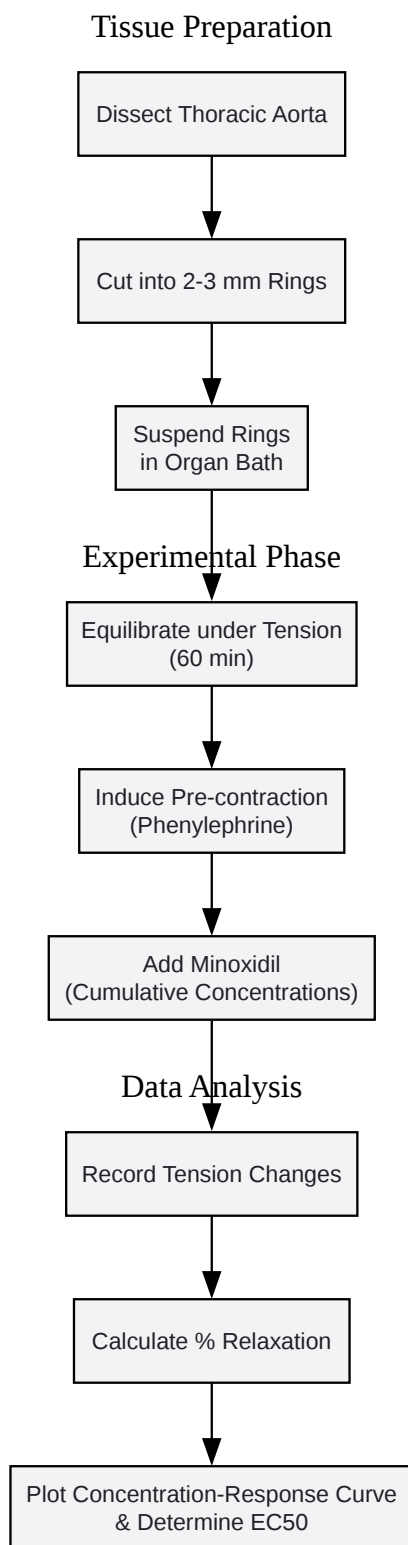 Tissue Preparation
Dissect Thoracic Aorta
Cut into 2-3 mm Rings
Suspend Rings
in Organ Bath
Experimental Phase
Equilibrate under Tension
(60 min)
Induce Pre-contraction
(Phenylephrine)
Add Minoxidil
(Cumulative Concentrations)
Data Analysis
Record Tension Changes
Calculate % Relaxation
Plot Concentration-Response Curve
& Determine EC50